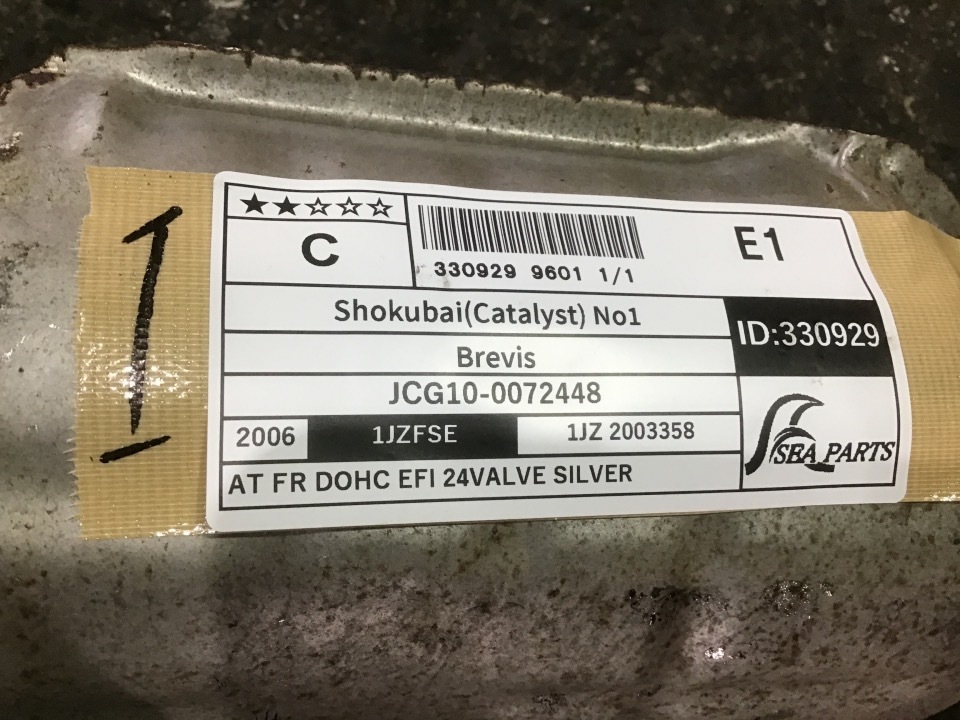 1
★★☆☆☆
C
330929 9601 1/1
E1
Shokubai(Catalyst) No1
ID:330929
Brevis
JCG10-0072448
2006 1JZFSE 1JZ 2003358
SEA PARTS
AT FR DOHC EFI 24VALVE SILVER